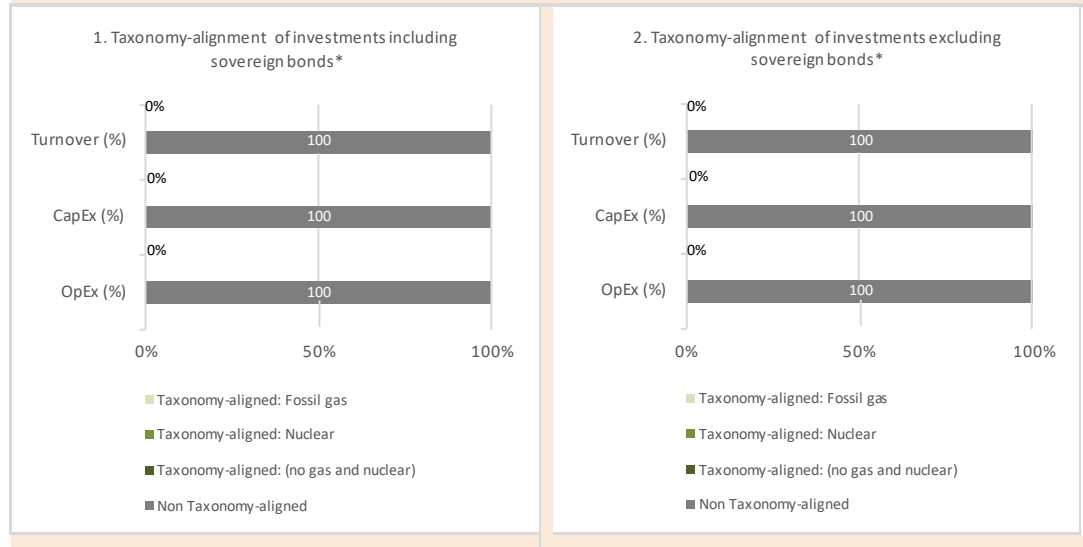 1. Taxonomy-alignment of investments including
sovereign bonds*
0%
Turnover (%)
100
0%
CapEx (%)
100
0%
OpEx (%)
100
0%
50%
100%
Taxonomy-aligned: Fossil gas
Taxonomy-aligned: Nuclear
Taxonomy-aligned: (no gas and nuclear)
Non Taxonomy-aligned
2. Taxonomy-alignment of investments excluding
sovereign bonds*
0%
Turnover (%)
100
0%
CapEx (%)
100
0%
OpEx (%)
100
0%
50%
100%
Taxonomy-aligned: Fossil gas
Taxonomy-aligned: Nuclear
Taxonomy-aligned: (no gas and nuclear)
Non Taxonomy-aligned